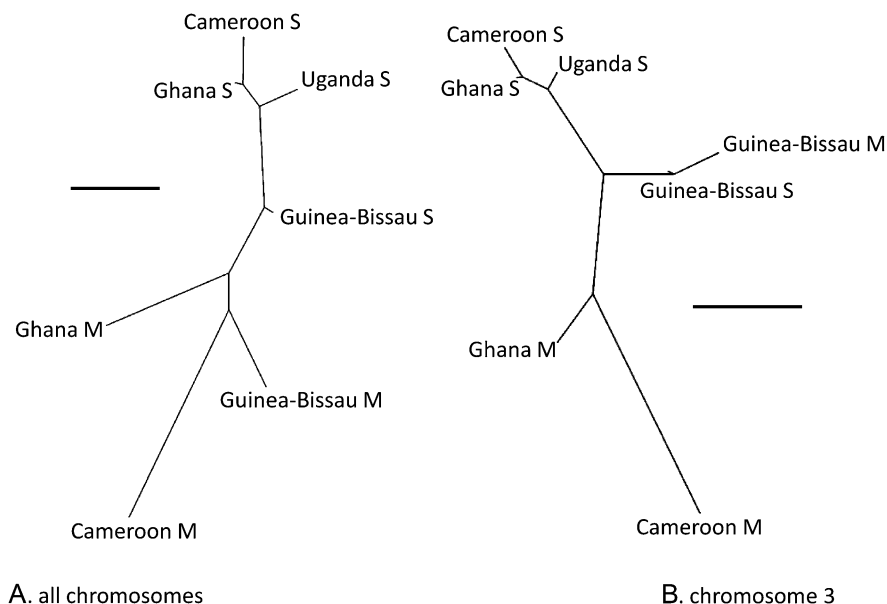 Cameroon S
Ghana S
Uganda S
Guinea-Bissau S
Ghana M
Guinea-Bissau M
Cameroon M
A. all chromosomes
Cameroon S
Uganda S
Ghana S
Guinea-Bissau M
Guinea-Bissau S
Ghana M
Cameroon M
B. chromosome 3